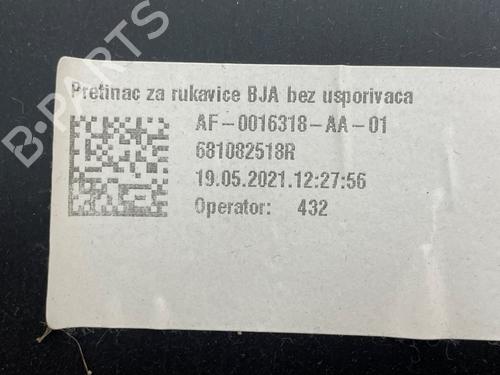 Pretinac za rukavice BJA bez usporivaca
AF-0016318-AA-01
681082518R
19.05.2021.12:27:56
Operator: 432
B-PARTS